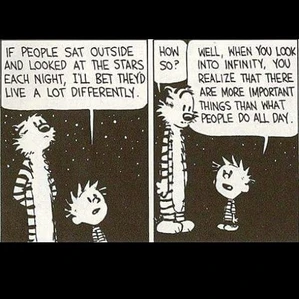 IF PEOPLE SAT OUTSIDE
AND LOOKED AT THE STARS
EACH NIGHT, I'LL BET THEY'D
LIVE A LOT DIFFERENTLY.
HOW
SO?
WELL, WHEN YOU LOOK
INTO INFINITY, YOU
REALIZE THAT THERE
ARE MORE IMPORTANT
THINGS THAN WHAT
PEOPLE DO ALL DAY.